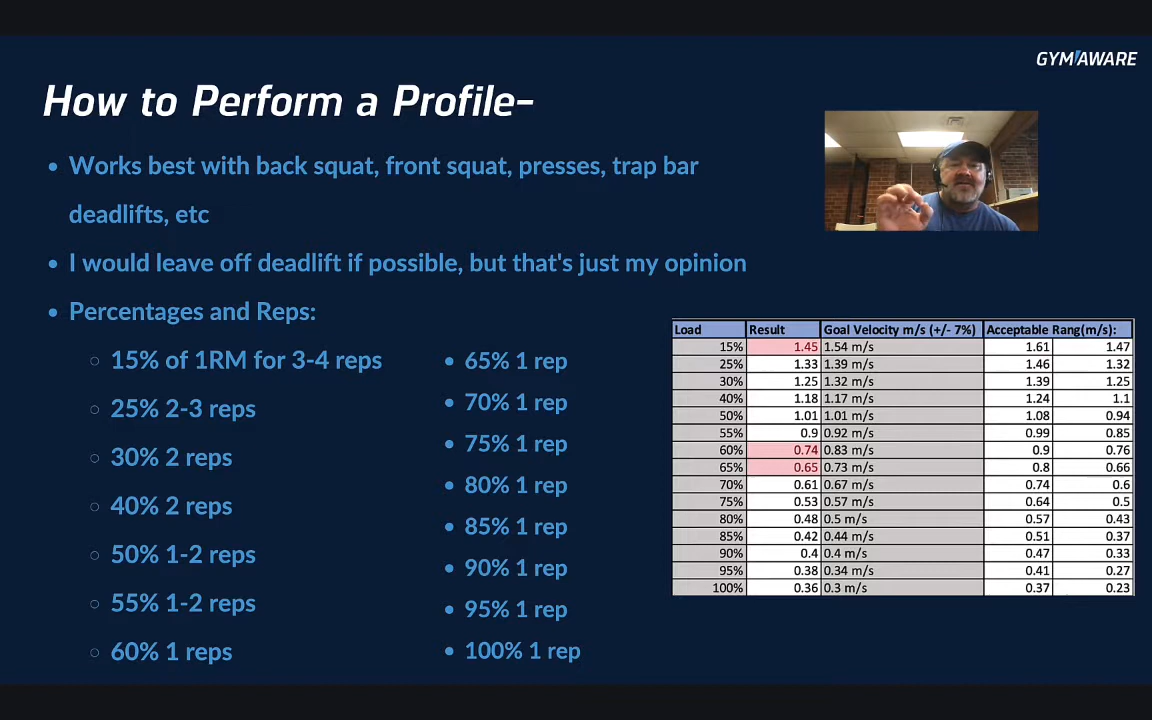 GYMAWARE
How to Perform a Profile-
Works best with back squat, front squat, presses, trap bar
deadlifts, etc
I would leave off deadlift if possible, but that's just my opinion
Percentages and Reps:
15% of 1RM for 3-4 reps
25% 2-3 reps
30% 2 reps
40% 2 reps
50% 1-2 reps
55% 1-2 reps
60% 1 reps
65% 1 rep
70% 1 rep
75% 1 rep
80% 1 rep
85% 1 rep
90% 1 rep
95% 1 rep
100% 1 rep
Load Result Goal Velocity m/s (+/- 7%) Acceptable Rang(m/s):
15% 1.45 1.54 m/s 1.61 1.47
25% 1.33 1.39 m/s 1.46 1.32
30% 1.25 1.32 m/s 1.39 1.25
40% 1.18 1.17 m/s 1.24 1.1
50% 1.01 1.01 m/s 1.08 0.94
55% 0.9 0.92 m/s 0.99 0.85
60% 0.74 0.83 m/s 0.9 0.76
65% 0.65 0.73 m/s 0.8 0.66
70% 0.61 0.67 m/s 0.74 0.6
75% 0.53 0.57 m/s 0.64 0.5
80% 0.48 0.5 m/s 0.57 0.43
85% 0.42 0.44 m/s 0.51 0.37
90% 0.4 0.4 m/s 0.47 0.33
95% 0.38 0.34 m/s 0.41 0.27
100% 0.36 0.3 m/s 0.37 0.23